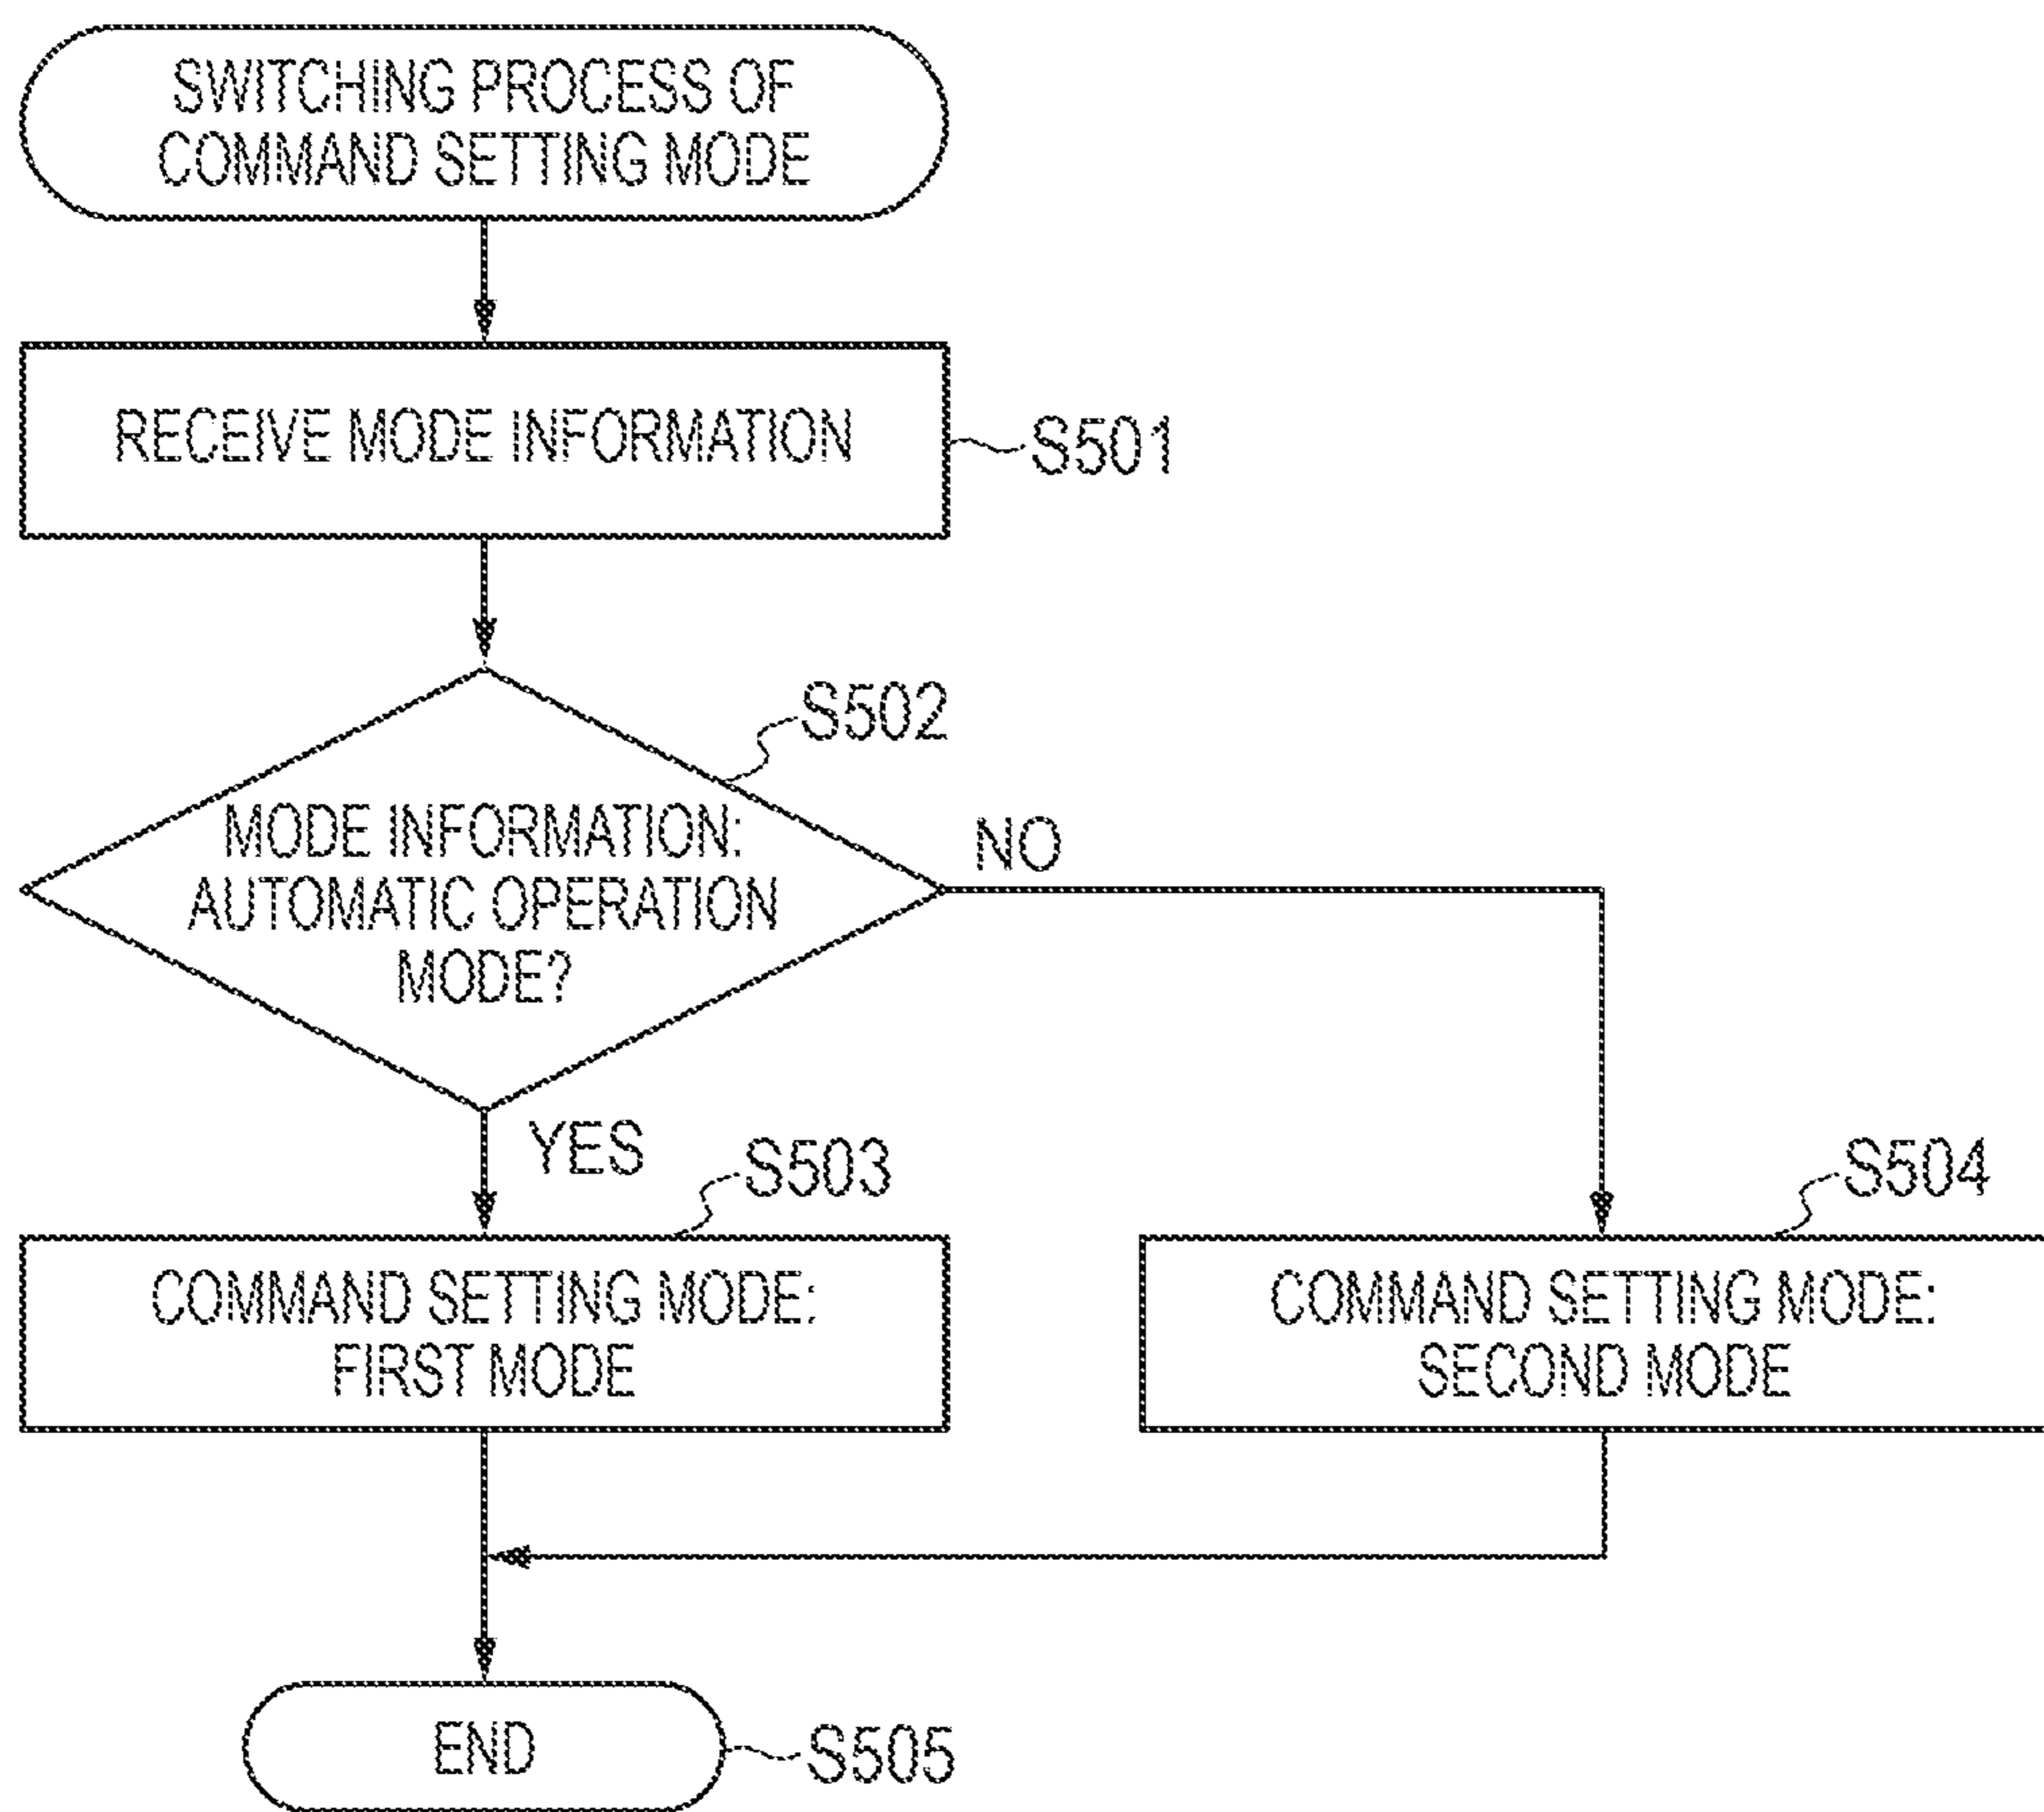 SWITCHING PROCESS OF
COMMAND SETTING MODE
RECEIVE MODE INFORMATION
S501
S502
MODE INFORMATION:
AUTOMATIC OPERATION
MODE?
NO
YES
S503
COMMAND SETTING MODE:
FIRST MODE
S504
COMMAND SETTING MODE:
SECOND MODE
END
S505